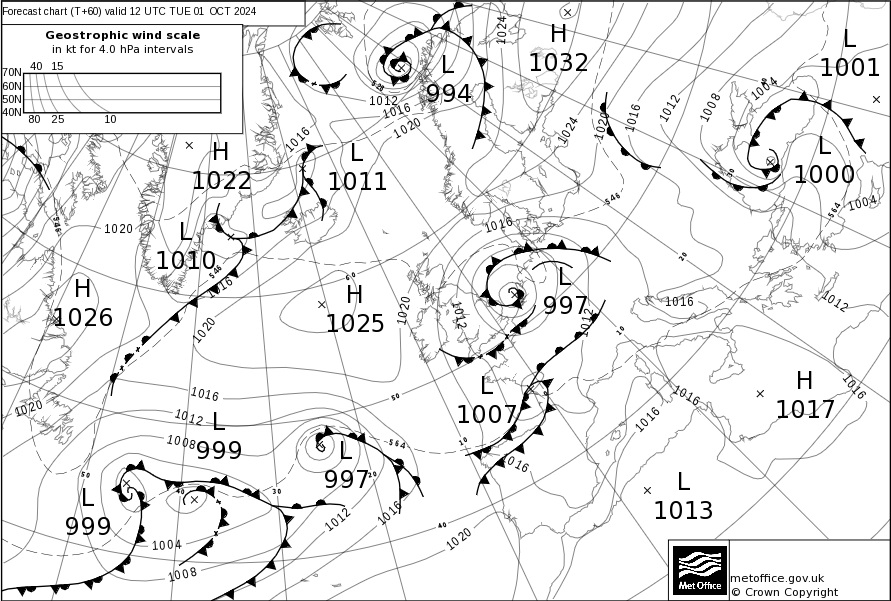 Forecast chart (T+60) valid 12 UTC TUE 01 OCT 2024
Geostrophic wind scale
in kt for 4.0 hPa intervals
40 15
70N
60N
50N
40N
80 25 10
H
1032
L
1001
L
994
1024
1012
1016
1020
528
1004
1008
1012
1016
1020
1024
H
1022
L
1011
1016
L
1000
564
1004
30
546
1020
L
1010
546
546
1016
1016
L
997
20
H
1026
H
1025
60
1020
1020
1012
1012
1016
1012
10
1020
1016
1012
1008
50
L
1007
1016
1016
H
1017
1016
L
999
L
997
564
10
20
1016
L
1013
L
999
50
40
30
1012
1016
40
1020
1004
1008
Met Office
metoffice.gov.uk
© Crown Copyright